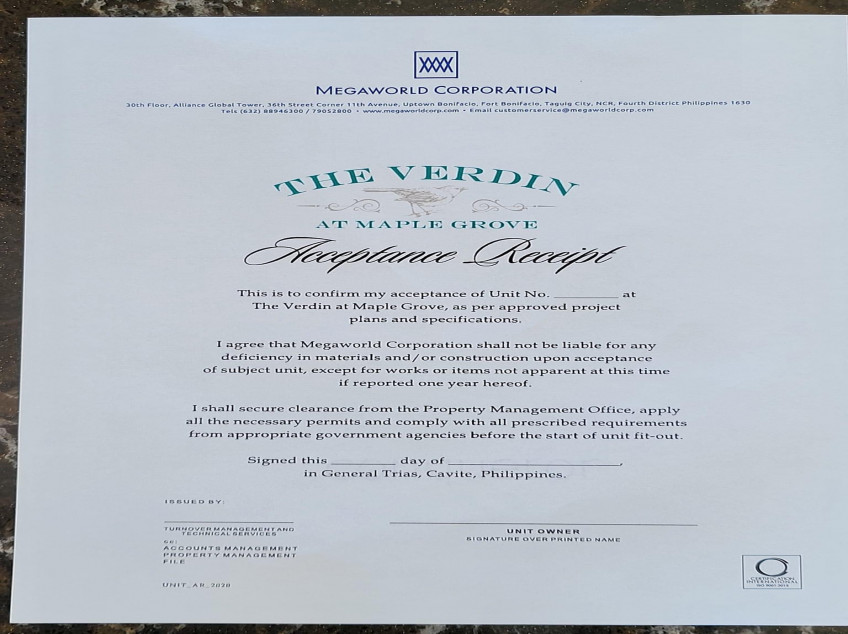 MEGAWORLD CORPORATION
30th Floor, Alliance Global Tower, 36th Street Corner 11th Avenue, Uptown Bonifacio, Fort Bonifacio, Taguig City, NCR, Fourth District Philippines 1630
Tels (632) 88946300 / 79052800 • www.megaworldcorp.com • Email customerservice@megaworldcorp.com
THE VERDIN
AT MAPLE GROVE
Acceptance Receipt
This is to confirm my acceptance of Unit No. ________ at
The Verdin at Maple Grove, as per approved project
plans and specifications.
I agree that Megaworld Corporation shall not be liable for any
deficiency in materials and/or construction upon acceptance
of subject unit, except for works or items not apparent at this time
if reported one year hereof.
I shall secure clearance from the Property Management Office, apply
all the necessary permits and comply with all prescribed requirements
from appropriate government agencies before the start of unit fit-out.
Signed this ________ day of ______________________,
in General Trias, Cavite, Philippines.
ISSUED BY:
TURNOVER MANAGEMENT AND
TECHNICAL SERVICES
cc:
ACCOUNTS MANAGEMENT
PROPERTY MANAGEMENT
FILE
UNIT OWNER
SIGNATURE OVER PRINTED NAME
UNIT_AR_2020
CERTIFICATION
INTERNATIONAL